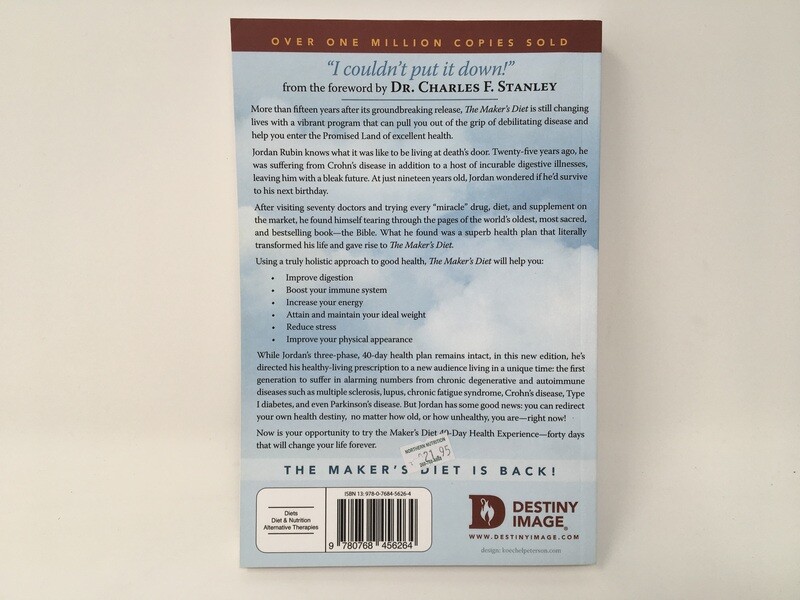 OVER ONE MILLION COPIES SOLD
“I couldn’t put it down!”
from the foreword by DR. CHARLES F. STANLEY
More than fifteen years after its groundbreaking release, The Maker’s Diet is still changing
lives with a vibrant program that can pull you out of the grip of debilitating disease and
help you enter the Promised Land of excellent health.
Jordan Rubin knows what it was like to be living at death’s door. Twenty-five years ago, he
was suffering from Crohn’s disease in addition to a host of incurable digestive illnesses,
leaving him with a bleak future. At just nineteen years old, Jordan wondered if he’d survive
to his next birthday.
After visiting seventy doctors and trying every “miracle” drug, diet, and supplement on
the market, he found himself tearing through the pages of the world’s oldest, most sacred,
and bestselling book—the Bible. What he found was a superb health plan that literally
transformed his life and gave rise to The Maker’s Diet.
Using a truly holistic approach to good health, The Maker’s Diet will help you:
• Improve digestion
• Boost your immune system
• Increase your energy
• Attain and maintain your ideal weight
• Reduce stress
• Improve your physical appearance
While Jordan’s three-phase, 40-day health plan remains intact, in this new edition, he’s
directed his healthy-living prescription to a new audience living in a unique time: the first
generation to suffer in alarming numbers from chronic degenerative and autoimmune
diseases such as multiple sclerosis, lupus, chronic fatigue syndrome, Crohn’s disease, Type
I diabetes, and even Parkinson’s disease. But Jordan has some good news: you can redirect
your own health destiny, no matter how old, or how unhealthy, you are—right now!
Now is your opportunity to try the Maker’s Diet 40-Day Health Experience—forty days
that will change your life forever.
NORTHERN NUTRITION
21.95
THE MAKER’S DIET IS BACK!
Diets
Diet & Nutrition
Alternative Therapies
ISBN 13: 978-0-7684-5626-4
9 780768 456264
DESTINY
IMAGE®
WWW.DESTINYIMAGE.COM